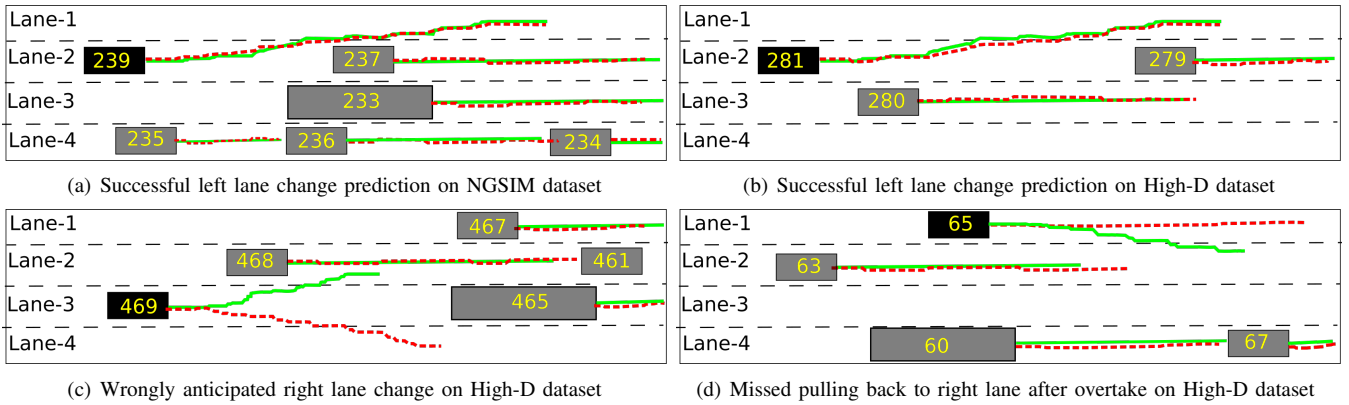 Lane-1
Lane-2 239 237
Lane-3 233
Lane-4 235 236 234
(a) Successful left lane change prediction on NGSIM dataset
Lane-1
Lane-2 281 279
Lane-3 280
Lane-4
(b) Successful left lane change prediction on High-D dataset
Lane-1 467
Lane-2 468 461
Lane-3 469 465
Lane-4
(c) Wrongly anticipated right lane change on High-D dataset
Lane-1 65
Lane-2 63
Lane-3
Lane-4 60 67
(d) Missed pulling back to right lane after overtake on High-D dataset